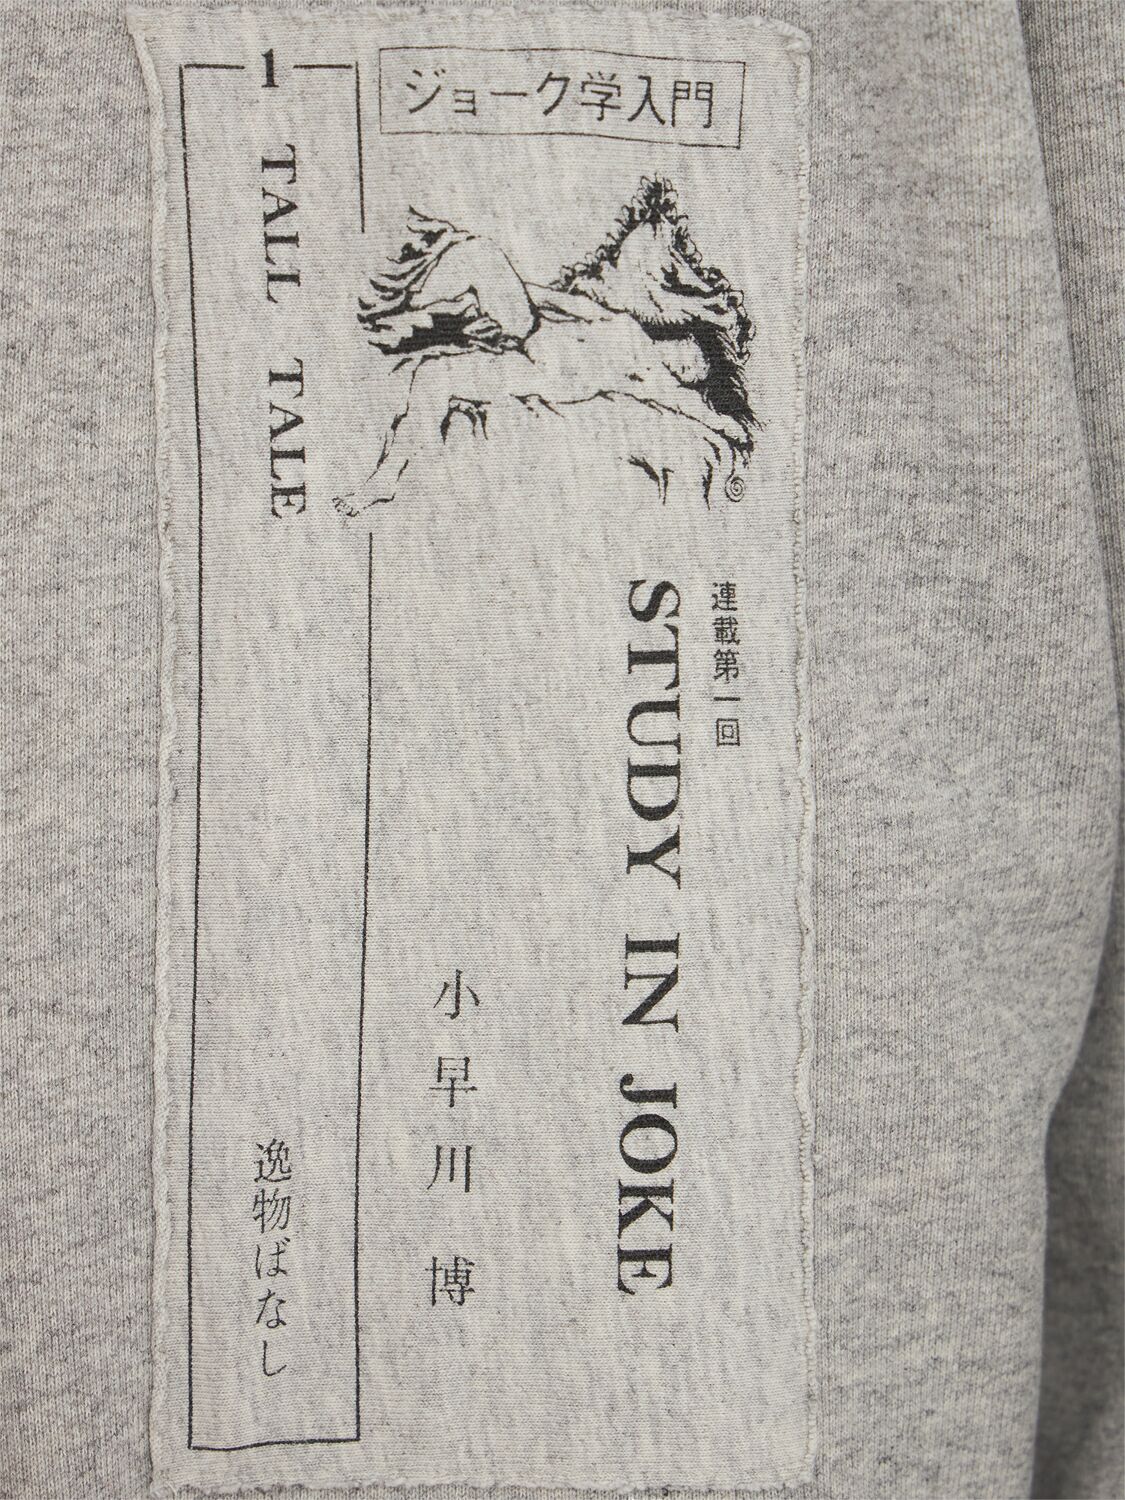 ジョーク学入門
連載第一回
STUDY IN JOKE
小早川 博
1
TALL TALE
逸物ばなし